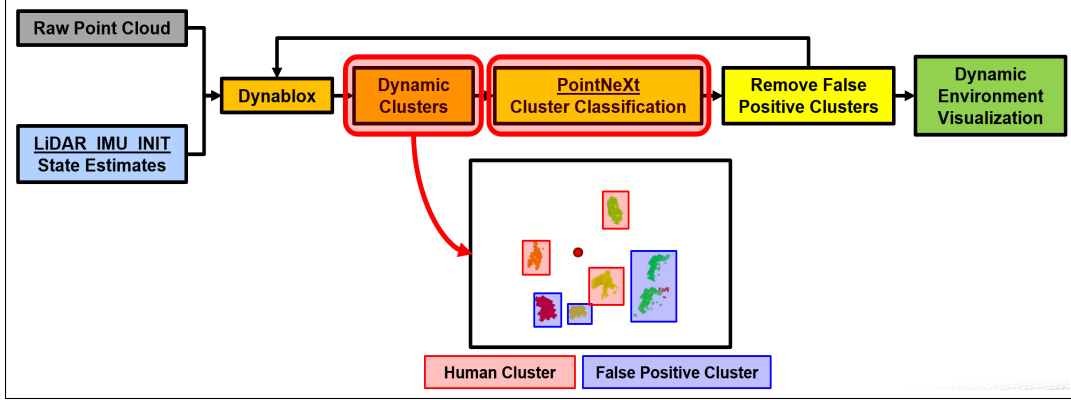 Raw Point Cloud
LiDAR_IMU_INIT
State Estimates
Dynablox
Dynamic
Clusters
PointNeXt
Cluster Classification
Remove False
Positive Clusters
Dynamic
Environment
Visualization
Human Cluster
False Positive Cluster